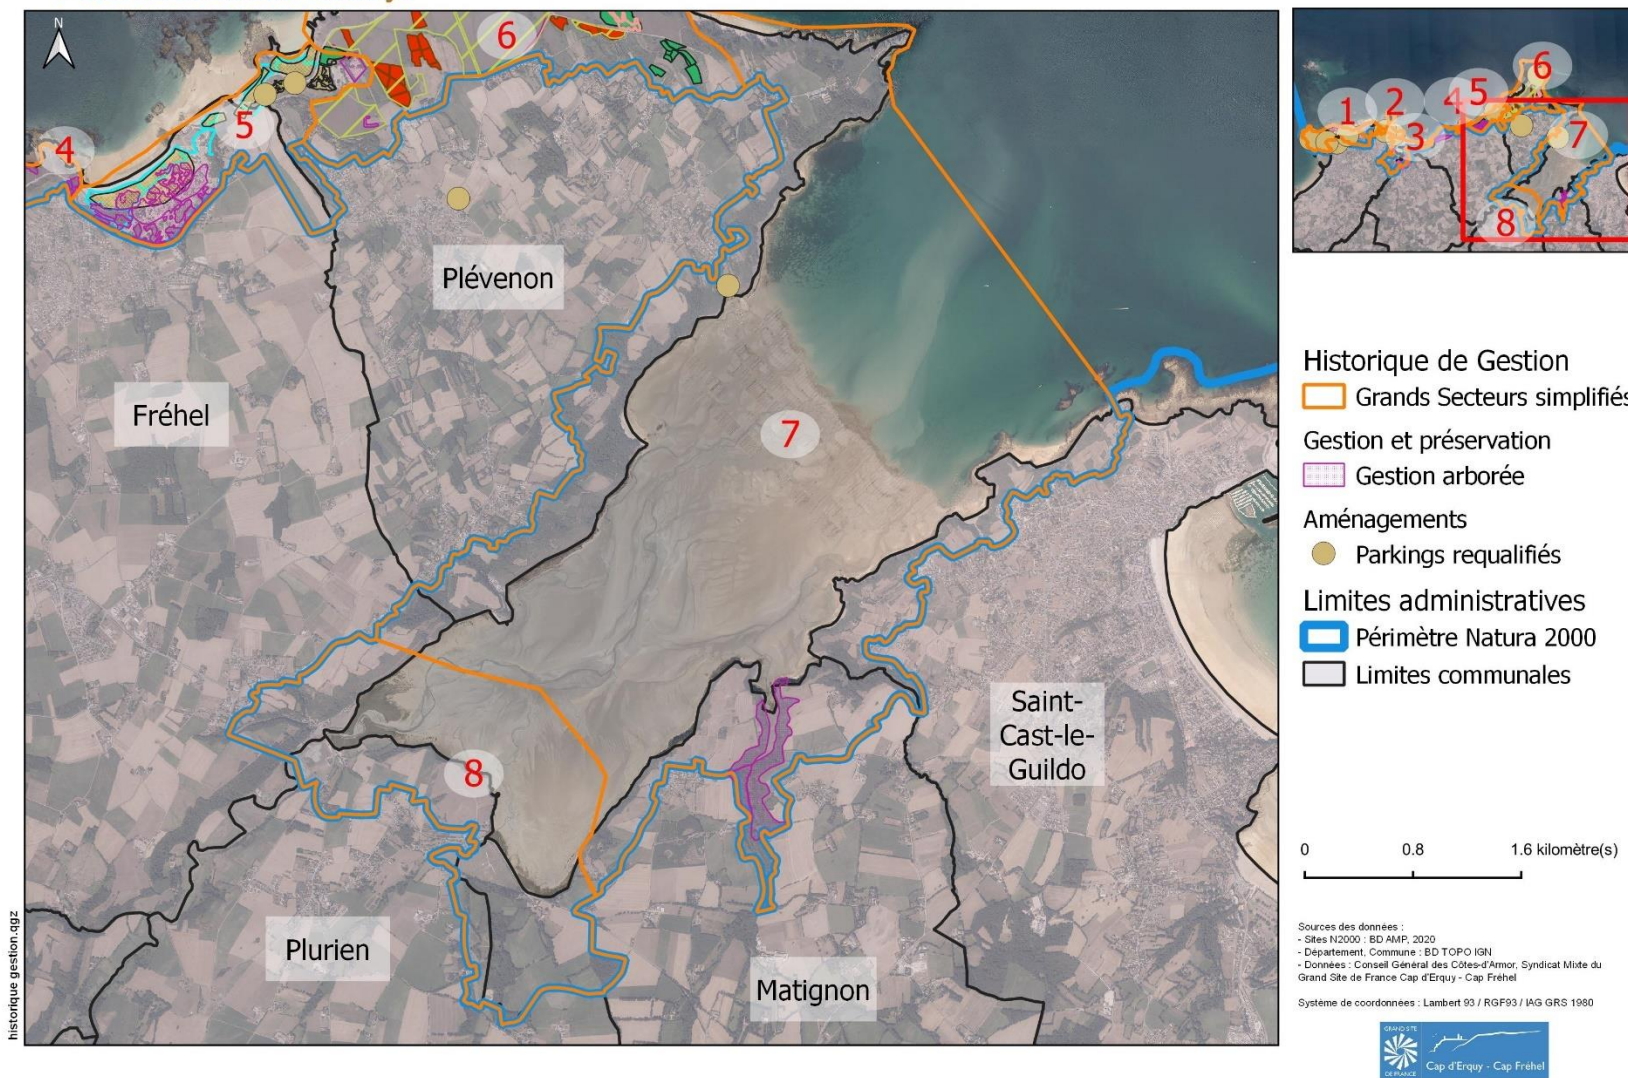 N
6
5
4
Plévenon
Fréhel
7
8
Saint-
Cast-le-
Guildo
Plurien
Matignon
historique gestion.qgz
1
2
3
4
5
6
7
8
Historique de Gestion
Grands Secteurs simplifiés
Gestion et préservation
Gestion arborée
Aménagements
Parkings requalifiés
Limites administratives
Périmètre Natura 2000
Limites communales
0 0.8 1.6 kilomètre(s)
Sources des données :
- Sites N2000 : BD AMP, 2020
- Département, Commune : BD TOPO IGN
- Données : Conseil Général des Côtes-d'Armor, Syndicat Mixte du
Grand Site de France Cap d'Erquy - Cap Fréhel
Système de coordonnées : Lambert 93 / RGF93 / IAG GRS 1980
GRAND SITE
DE FRANCE
Cap d'Erquy - Cap Fréhel